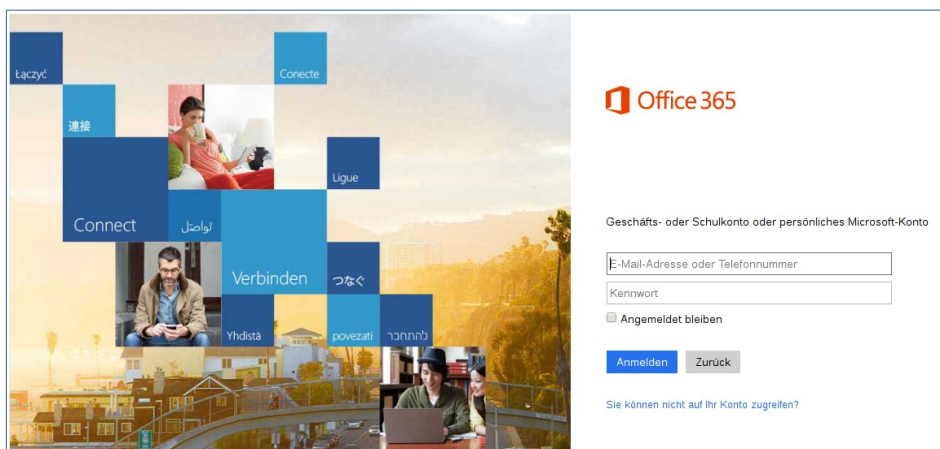 Łączyć
Conecte
連接
Ligue
Connect
تواصل
Verbinden
つなぐ
Yhdistä
povezati
להתחבר
Office 365
Geschäfts- oder Schulkonto oder persönliches Microsoft-Konto
E-Mail-Adresse oder Telefonnummer
Kennwort
Angemeldet bleiben
Anmelden
Zurück
Sie können nicht auf Ihr Konto zugreifen?